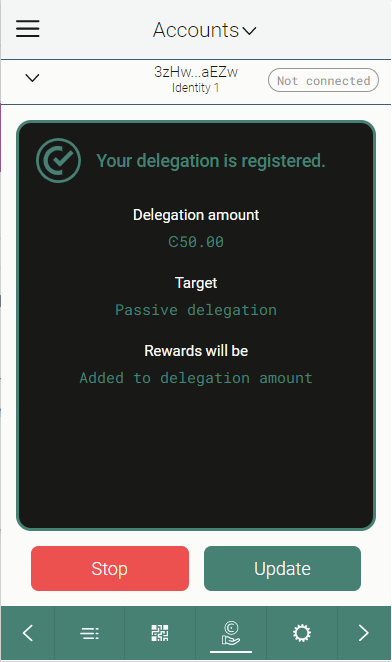 Accounts
3zHw...aEZw
Identity 1
Not connected
Your delegation is registered.
Delegation amount
Ͼ50.00
Target
Passive delegation
Rewards will be
Added to delegation amount
Stop
Update